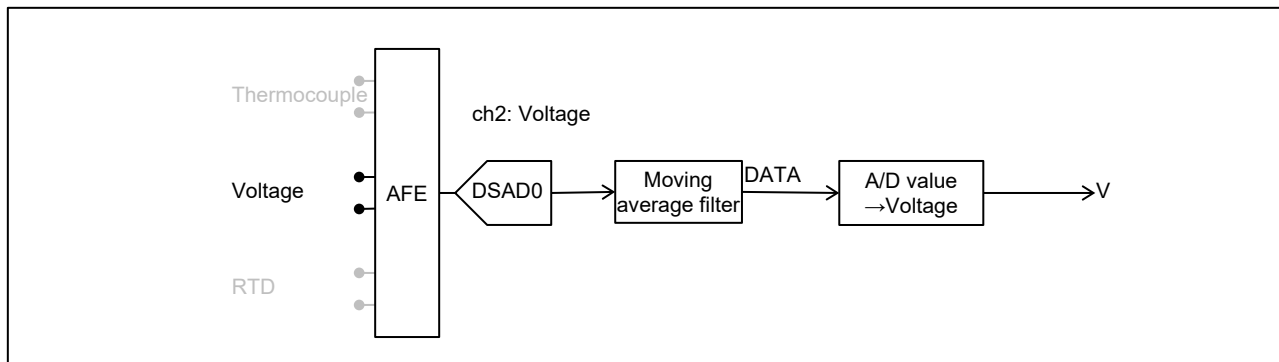 Thermocouple
ch2: Voltage
Voltage
AFE
DSAD0
Moving
average filter
DATA
A/D value
→Voltage
V
RTD